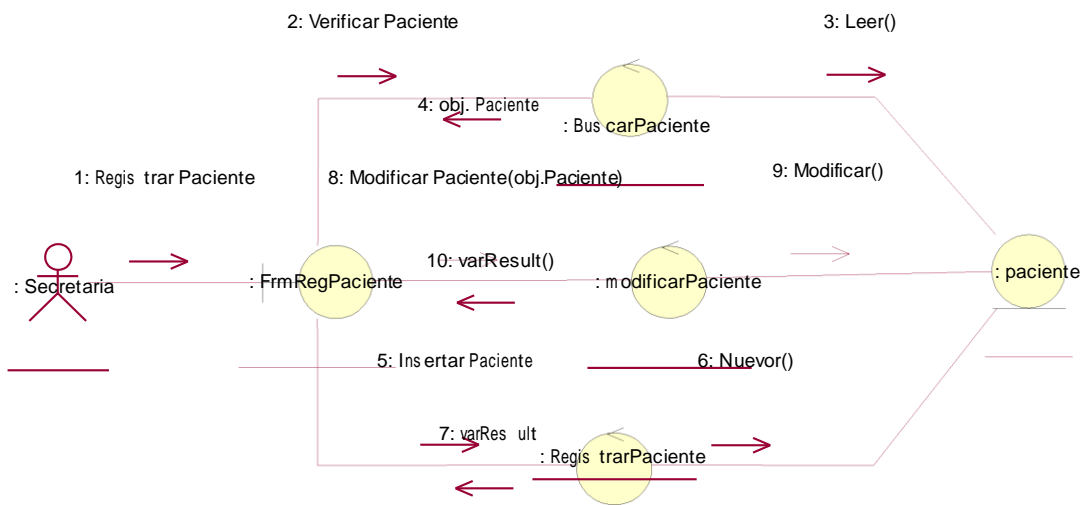 2: Verificar Paciente
3: Leer()
4: obj. Paciente
: Bus carPaciente
1: Regis trar Paciente
8: Modificar Paciente(obj.Paciente)
9: Modificar()
10: varResult()
: Secretaria
: FrmRegPaciente
: modificarPaciente
: paciente
5: Ins ertar Paciente
6: Nuevor()
7: varRes ult
: Regis trarPaciente